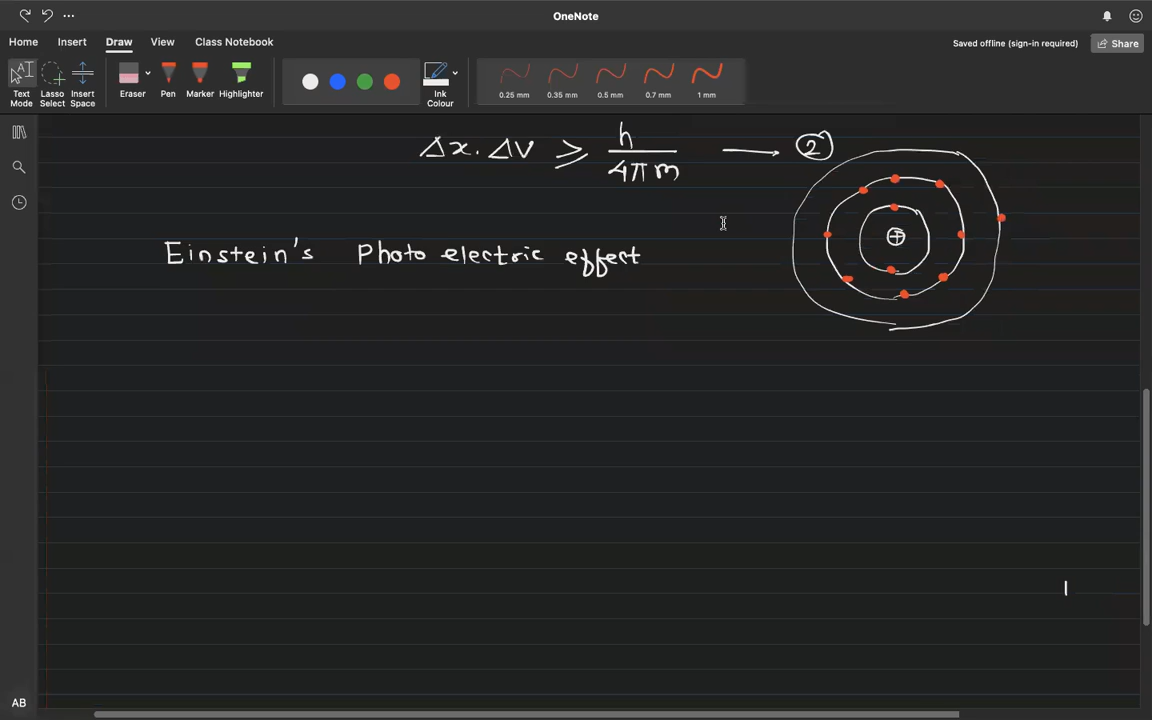 OneNote
Home Insert Draw View Class Notebook Saved offline (sign-in required) Share
Text Mode
Lasso Select
Insert Space
Eraser
Pen
Marker
Highlighter
Ink Colour
0.25 mm 0.35 mm 0.5 mm 0.7 mm 1 mm
Δx. ΔV ⩾ h / 4πm → ②
+
Einstein's Photo electric effect
AB